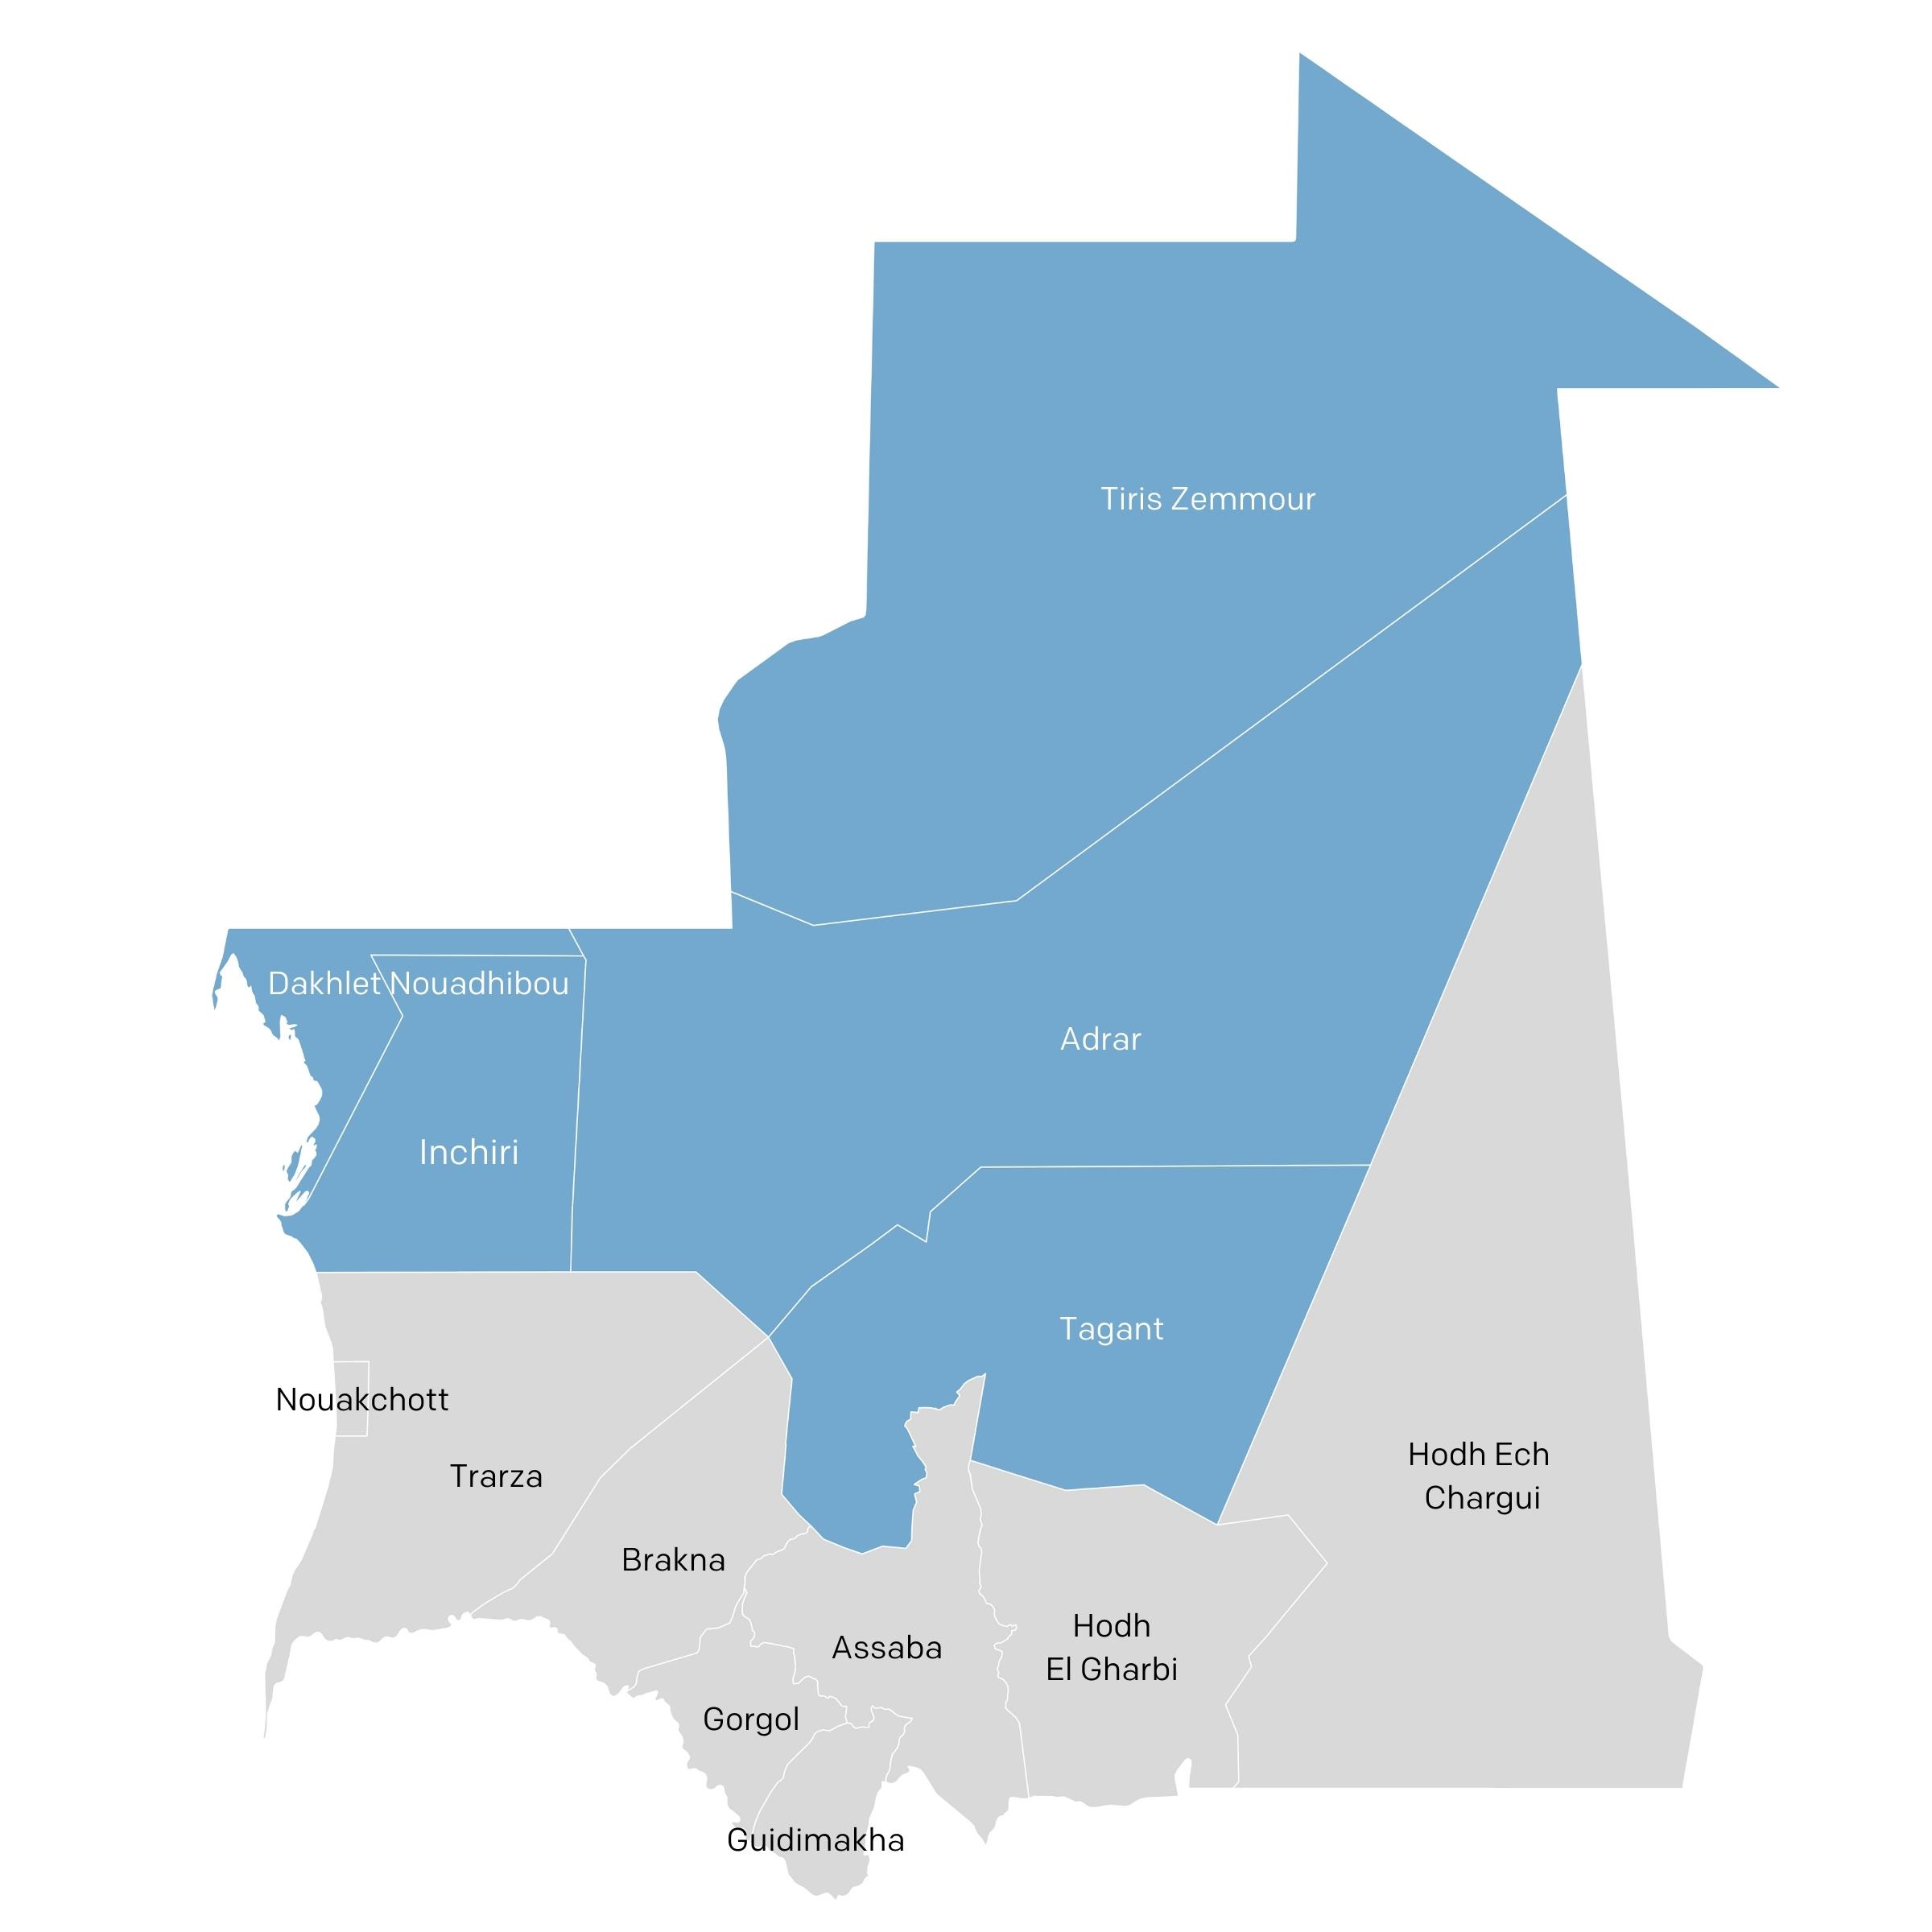 Tiris Zemmour
Dakhlet Nouadhibou
Adrar
Inchiri
Tagant
Nouakchott
Trarza
Hodh Ech
Chargui
Brakna
Hodh
El Gharbi
Assaba
Gorgol
Guidimakha